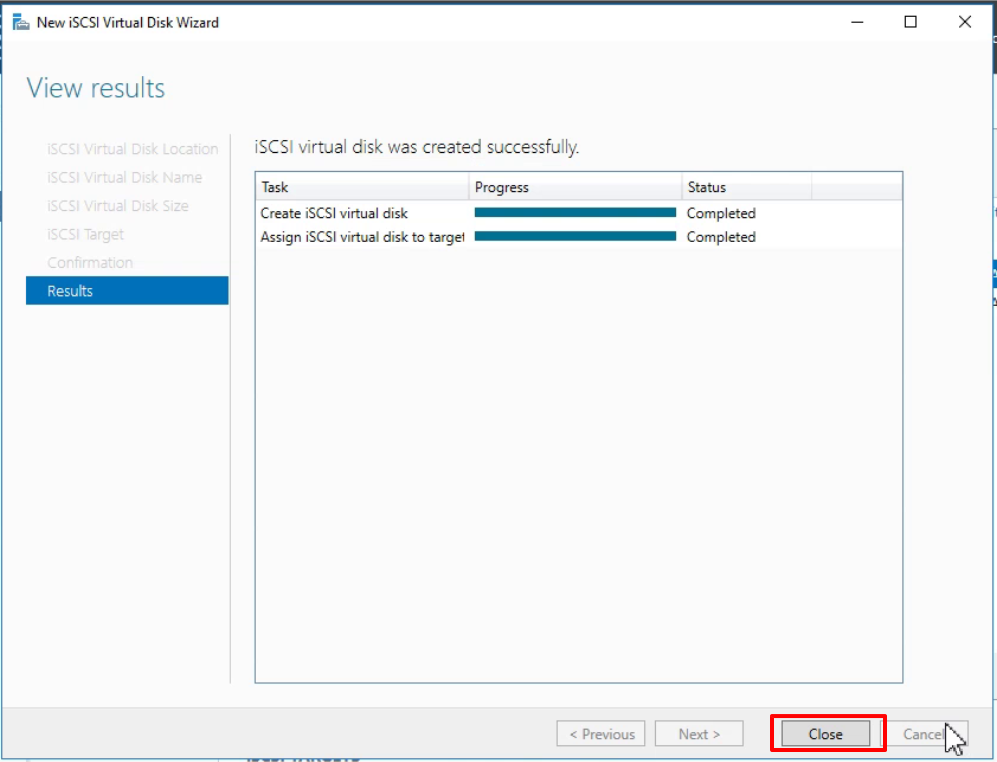 New iSCSI Virtual Disk Wizard
View results
iSCSI Virtual Disk Location
iSCSI Virtual Disk Name
iSCSI Virtual Disk Size
iSCSI Target
Confirmation
Results
iSCSI virtual disk was created successfully.
Task Progress Status
Create iSCSI virtual disk Completed
Assign iSCSI virtual disk to target Completed
< Previous Next > Close Cancel
iSCSI TARGETS